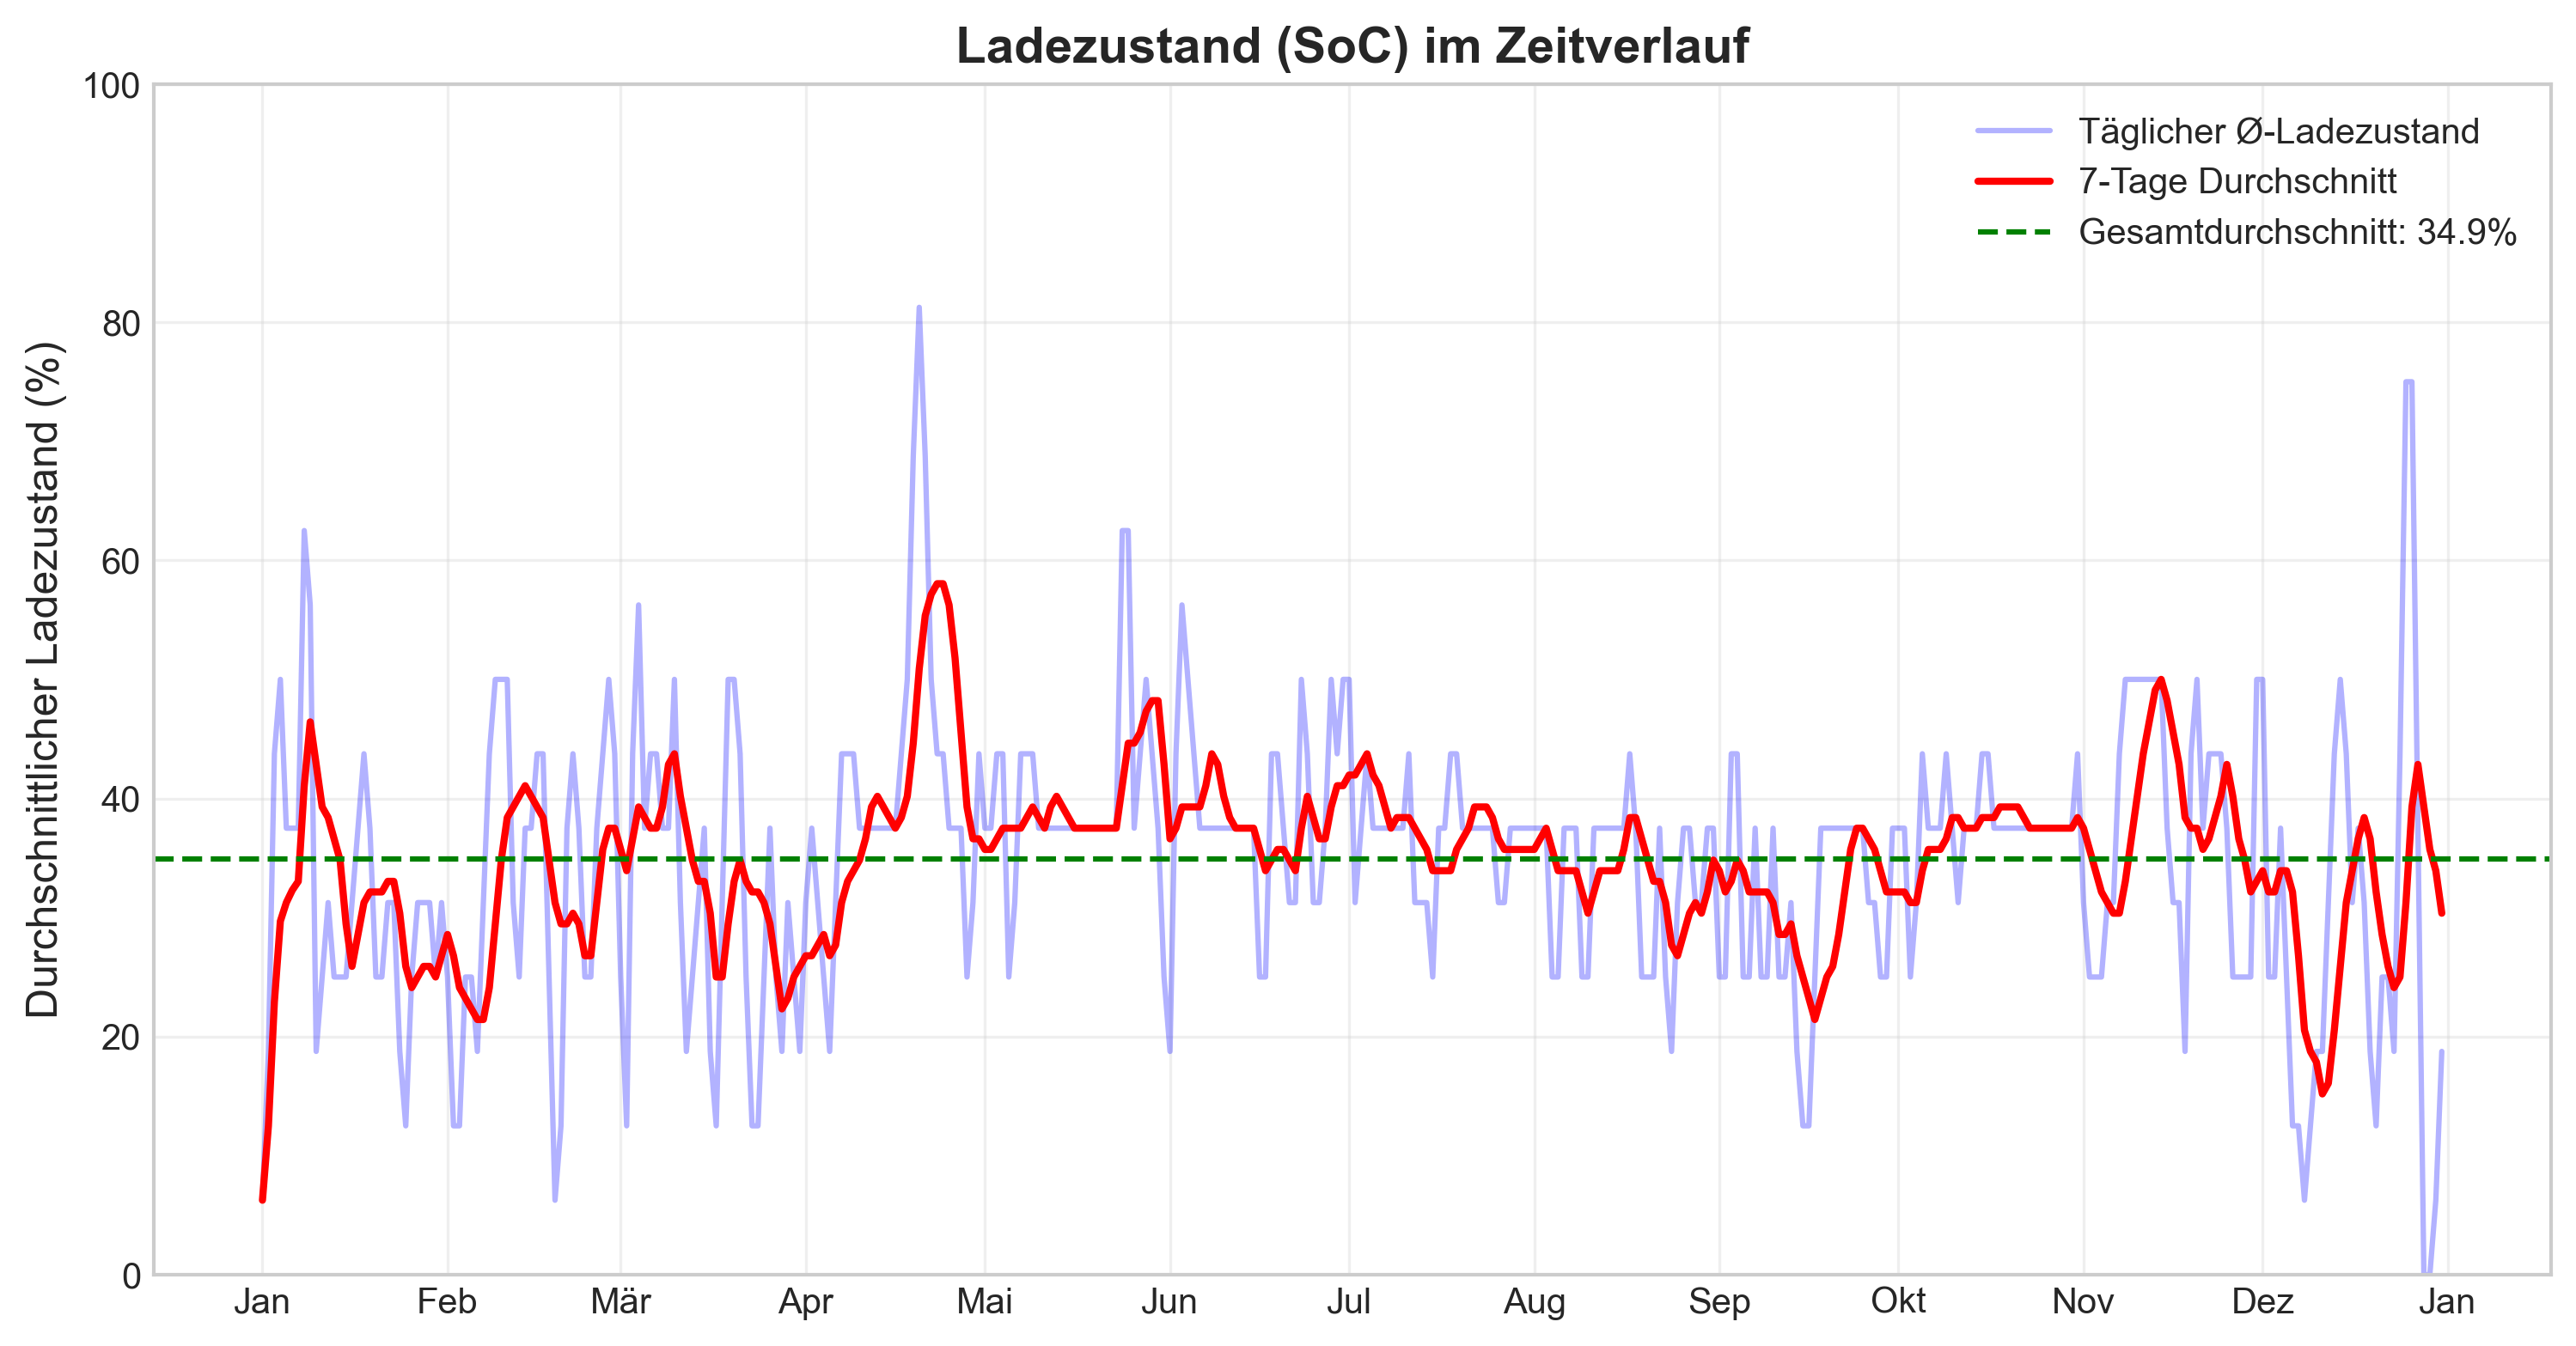 Ladezustand (SoC) im Zeitverlauf
Durchschnittlicher Ladezustand (%)
100
80
60
40
20
0
Täglicher Ø-Ladezustand
7-Tage Durchschnitt
Gesamtdurchschnitt: 34.9%
Jan Feb Mär Apr Mai Jun Jul Aug Sep Okt Nov Dez Jan